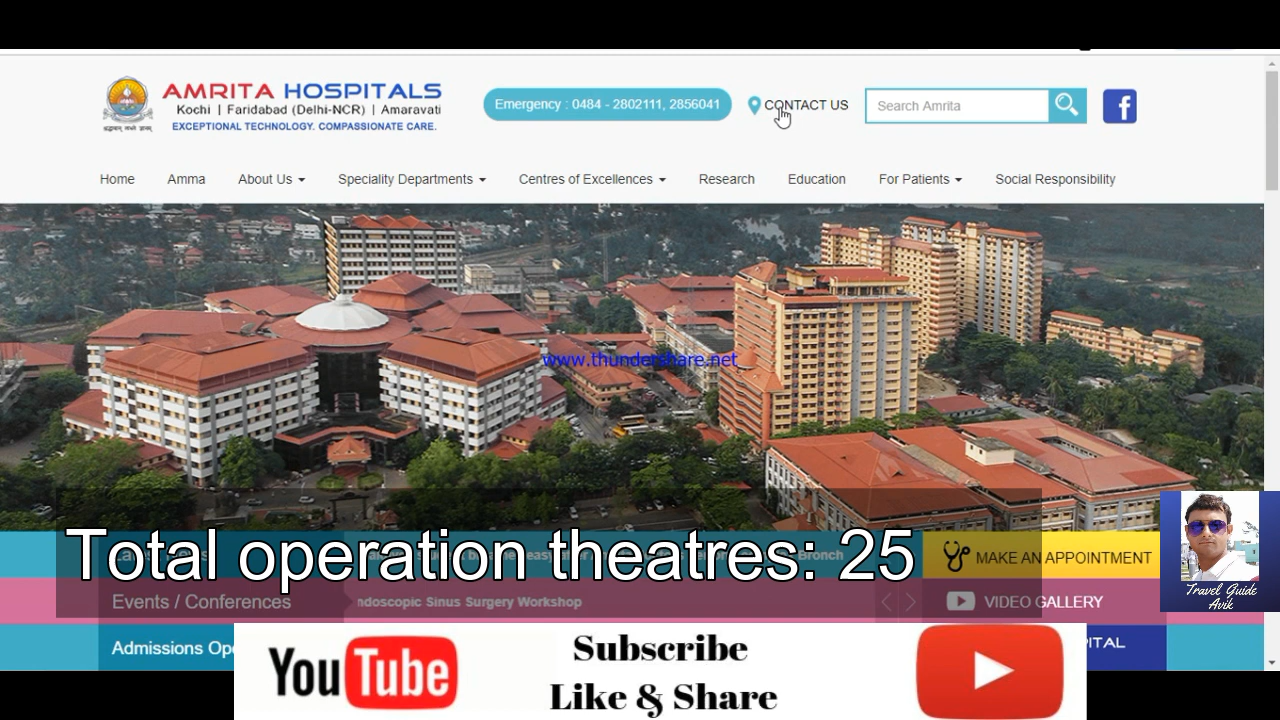 AMRITA HOSPITALS
Kochi | Faridabad (Delhi-NCR) | Amaravati
EXCEPTIONAL TECHNOLOGY. COMPASSIONATE CARE.
Emergency : 0484 - 2802111, 2856041
CONTACT US
Search Amrita
f
Home Amma About Us Speciality Departments Centres of Excellences Research Education For Patients Social Responsibility
www.thundershare.net
Total operation theatres: 25
Bronch
MAKE AN APPOINTMENT
Events / Conferences
ndoscopic Sinus Surgery Workshop
VIDEO GALLERY
Travel Guide
Avik
Admissions Ope
PITAL
YouTube
Subscribe
Like & Share